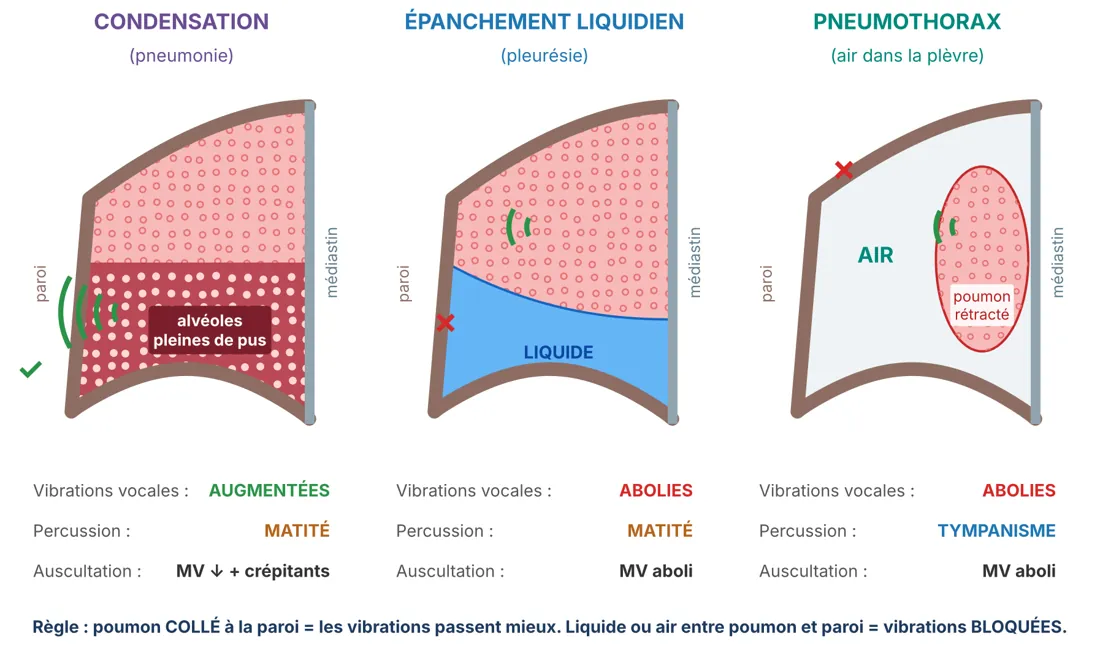 CONDENSATION
(pneumonie)
paroi
médiastin
alvéoles
pleines de pus
Vibrations vocales : AUGMENTÉES
Percussion : MATITÉ
Auscultation : MV ↓ + crépitants
ÉPANCHEMENT LIQUIDIEN
(pleurésie)
paroi
médiastin
LIQUIDE
Vibrations vocales : ABOLIES
Percussion : MATITÉ
Auscultation : MV aboli
PNEUMOTHORAX
(air dans la plèvre)
paroi
médiastin
AIR
poumon
rétracté
Vibrations vocales : ABOLIES
Percussion : TYMPANISME
Auscultation : MV aboli
Règle : poumon COLLÉ à la paroi = les vibrations passent mieux. Liquide ou air entre poumon et paroi = vibrations BLOQUÉES.